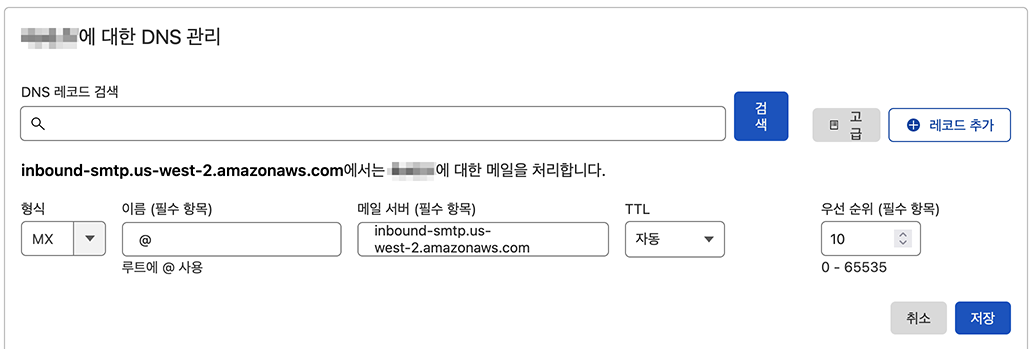 에 대한 DNS 관리
DNS 레코드 검색
검
색
고
급
레코드 추가
inbound-smtp.us-west-2.amazonaws.com에서는 에 대한 메일을 처리합니다.
형식
이름 (필수 항목)
메일 서버 (필수 항목)
TTL
우선 순위 (필수 항목)
MX
@
inbound-smtp.us-
west-2.amazonaws.com
자동
10
루트에 @ 사용
0 - 65535
취소
저장